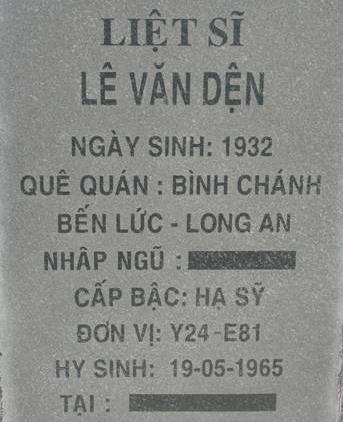 LIỆT SĨ
LÊ VĂN DỆN
NGÀY SINH: 1932
QUÊ QUÁN : BÌNH CHÁNH
BẾN LỨC - LONG AN
NHẬP NGŨ :
CẤP BẬC: HẠ SỸ
ĐƠN VỊ: Y24-E81
HY SINH: 19-05-1965
TẠI :